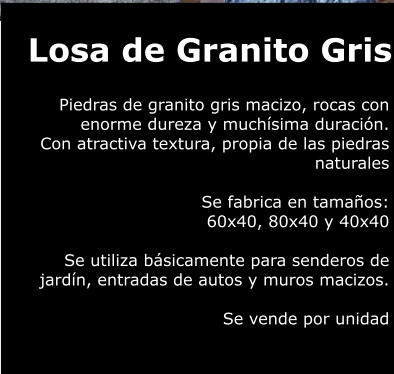 Losa de Granito Gris
Piedras de granito gris macizo, rocas con
enorme dureza y muchísima duración.
Con atractiva textura, propia de las piedras
naturales
Se fabrica en tamaños:
60x40, 80x40 y 40x40
Se utiliza básicamente para senderos de
jardín, entradas de autos y muros macizos.
Se vende por unidad